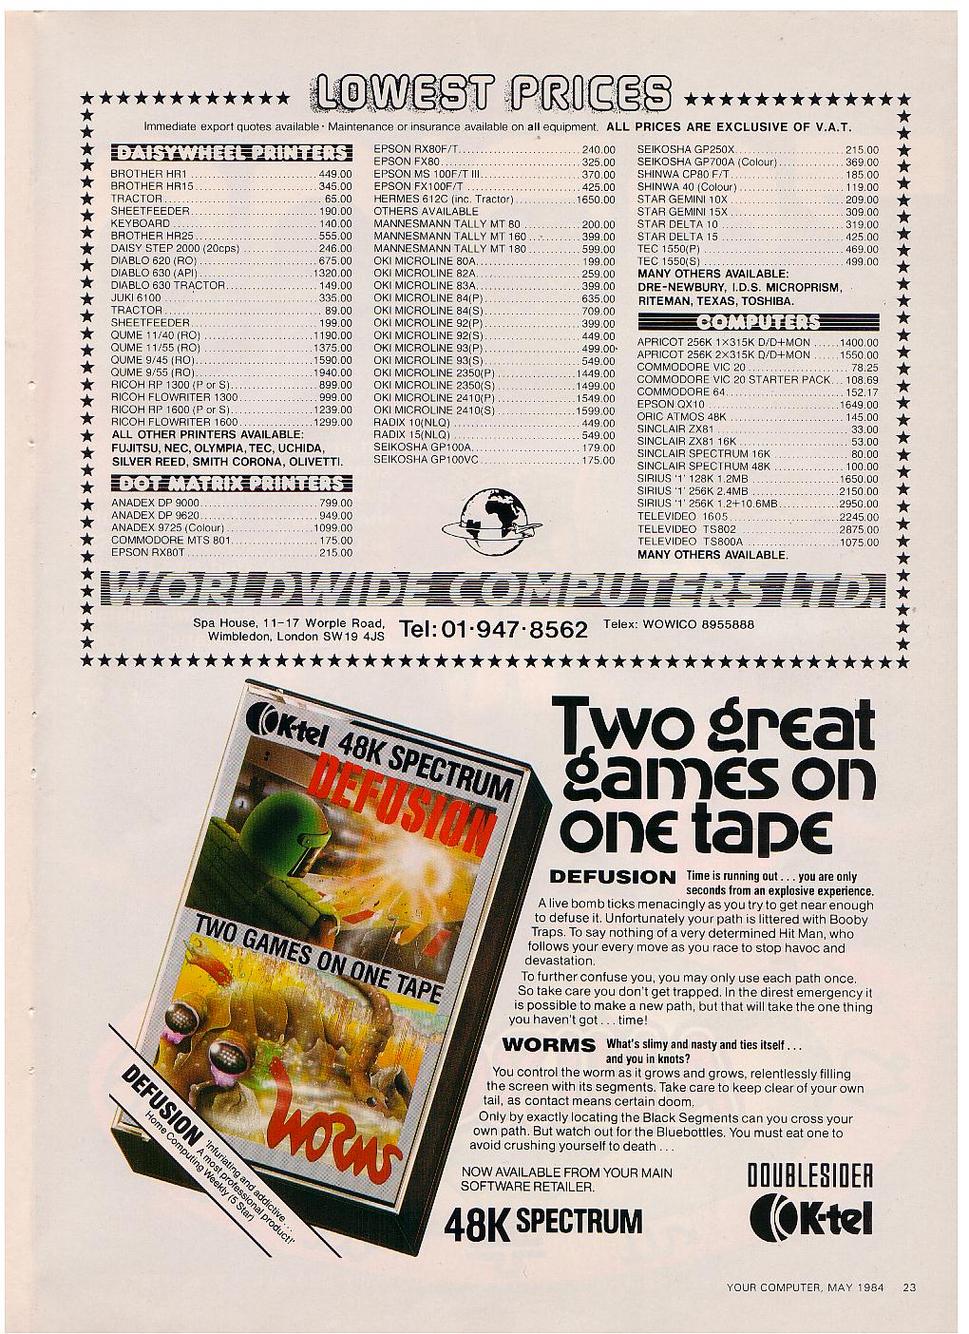 LOWEST PRICES
Immediate export quotes available · Maintenance or insurance available on all equipment. ALL PRICES ARE EXCLUSIVE OF V.A.T.
DAISYWHEEL PRINTERS
BROTHER HR1 449.00
BROTHER HR15 345.00
TRACTOR 65.00
SHEETFEEDER 190.00
KEYBOARD 140.00
BROTHER HR25 555.00
DAISY STEP 2000 (20cps) 246.00
DIABLO 620 (RO) 675.00
DIABLO 630 (API) 1320.00
DIABLO 630 TRACTOR 149.00
JUKI 6100 335.00
TRACTOR 89.00
SHEETFEEDER 199.00
QUME 11/40 (RO) 1190.00
QUME 11/55 (RO) 1375.00
QUME 9/45 (RO) 1590.00
QUME 9/55 (RO) 1940.00
RICOH RP 1300 (P or S) 899.00
RICOH FLOWRITER 1300 999.00
RICOH RP 1600 (P or S) 1239.00
RICOH FLOWRITER 1600 1299.00
ALL OTHER PRINTERS AVAILABLE:
FUJITSU, NEC, OLYMPIA, TEC, UCHIDA,
SILVER REED, SMITH CORONA, OLIVETTI.
DOT MATRIX PRINTERS
ANADEX DP 9000 799.00
ANADEX DP 9620 949.00
ANADEX 9725 (Colour) 1099.00
COMMODORE MTS 801 175.00
EPSON RX80T 215.00
EPSON RX80F/T 240.00
EPSON FX80 325.00
EPSON MS 100F/T III 370.00
EPSON FX100F/T 425.00
HERMES 612C (inc. Tractor) 1650.00
OTHERS AVAILABLE
MANNESMANN TALLY MT 80 200.00
MANNESMANN TALLY MT 160 399.00
MANNESMANN TALLY MT 180 599.00
OKI MICROLINE 80A 199.00
OKI MICROLINE 82A 259.00
OKI MICROLINE 83A 399.00
OKI MICROLINE 84(P) 635.00
OKI MICROLINE 84(S) 709.00
OKI MICROLINE 92(P) 399.00
OKI MICROLINE 92(S) 449.00
OKI MICROLINE 93(P) 499.00
OKI MICROLINE 93(S) 549.00
OKI MICROLINE 2350(P) 1449.00
OKI MICROLINE 2350(S) 1499.00
OKI MICROLINE 2410(P) 1549.00
OKI MICROLINE 2410(S) 1599.00
RADIX 10(NLQ) 449.00
RADIX 15(NLQ) 549.00
SEIKOSHA GP100A 179.00
SEIKOSHA GP100VC 175.00
SEIKOSHA GP250X 215.00
SEIKOSHA GP700A (Colour) 369.00
SHINWA CP80 F/T 185.00
SHINWA 40 (Colour) 119.00
STAR GEMINI 10X 209.00
STAR GEMINI 15X 309.00
STAR DELTA 10 319.00
STAR DELTA 15 425.00
TEC 1550(P) 469.00
TEC 1550(S) 499.00
MANY OTHERS AVAILABLE:
DRE-NEWBURY, I.D.S. MICROPRISM,
RITEMAN, TEXAS, TOSHIBA.
COMPUTERS
APRICOT 256K 1×315K D/D+MON 1400.00
APRICOT 256K 2×315K D/D+MON 1550.00
COMMODORE VIC 20 78.25
COMMODORE VIC 20 STARTER PACK 108.69
COMMODORE 64 152.17
EPSON QX10 1649.00
ORIC ATMOS 48K 145.00
SINCLAIR ZX81 33.00
SINCLAIR ZX81 16K 53.00
SINCLAIR SPECTRUM 16K 80.00
SINCLAIR SPECTRUM 48K 100.00
SIRIUS '1' 128K 1.2MB 1650.00
SIRIUS '1' 256K 2.4MB 2150.00
SIRIUS '1' 256K 1.2+10.6MB 2950.00
TELEVIDEO 1605 2245.00
TELEVIDEO TS802 2875.00
TELEVIDEO TS800A 1075.00
MANY OTHERS AVAILABLE.
WORLDWIDE COMPUTERS LTD.
Spa House, 11–17 Worple Road,
Wimbledon, London SW19 4JS
Tel: 01·947·8562
Telex: WOWICO 8955888
K-tel 48K SPECTRUM
DEFUSION
TWO GAMES ON ONE TAPE
WORMS
DEFUSION
'Infuriating and addictive...
A most professional product!'
Home Computing Weekly (5 Star)
Two great
games on
one tape
DEFUSION Time is running out . . . you are only
seconds from an explosive experience.
A live bomb ticks menacingly as you try to get near enough
to defuse it. Unfortunately your path is littered with Booby
Traps. To say nothing of a very determined Hit Man, who
follows your every move as you race to stop havoc and
devastation.
To further confuse you, you may only use each path once.
So take care you don't get trapped. In the direst emergency it
is possible to make a new path, but that will take the one thing
you haven't got . . . time!
WORMS What's slimy and nasty and ties itself . . .
and you in knots?
You control the worm as it grows and grows, relentlessly filling
the screen with its segments. Take care to keep clear of your own
tail, as contact means certain doom.
Only by exactly locating the Black Segments can you cross your
own path. But watch out for the Bluebottles. You must eat one to
avoid crushing yourself to death . . .
NOW AVAILABLE FROM YOUR MAIN
SOFTWARE RETAILER.
48K SPECTRUM
DOUBLESIDER
K-tel
YOUR COMPUTER, MAY 1984 23